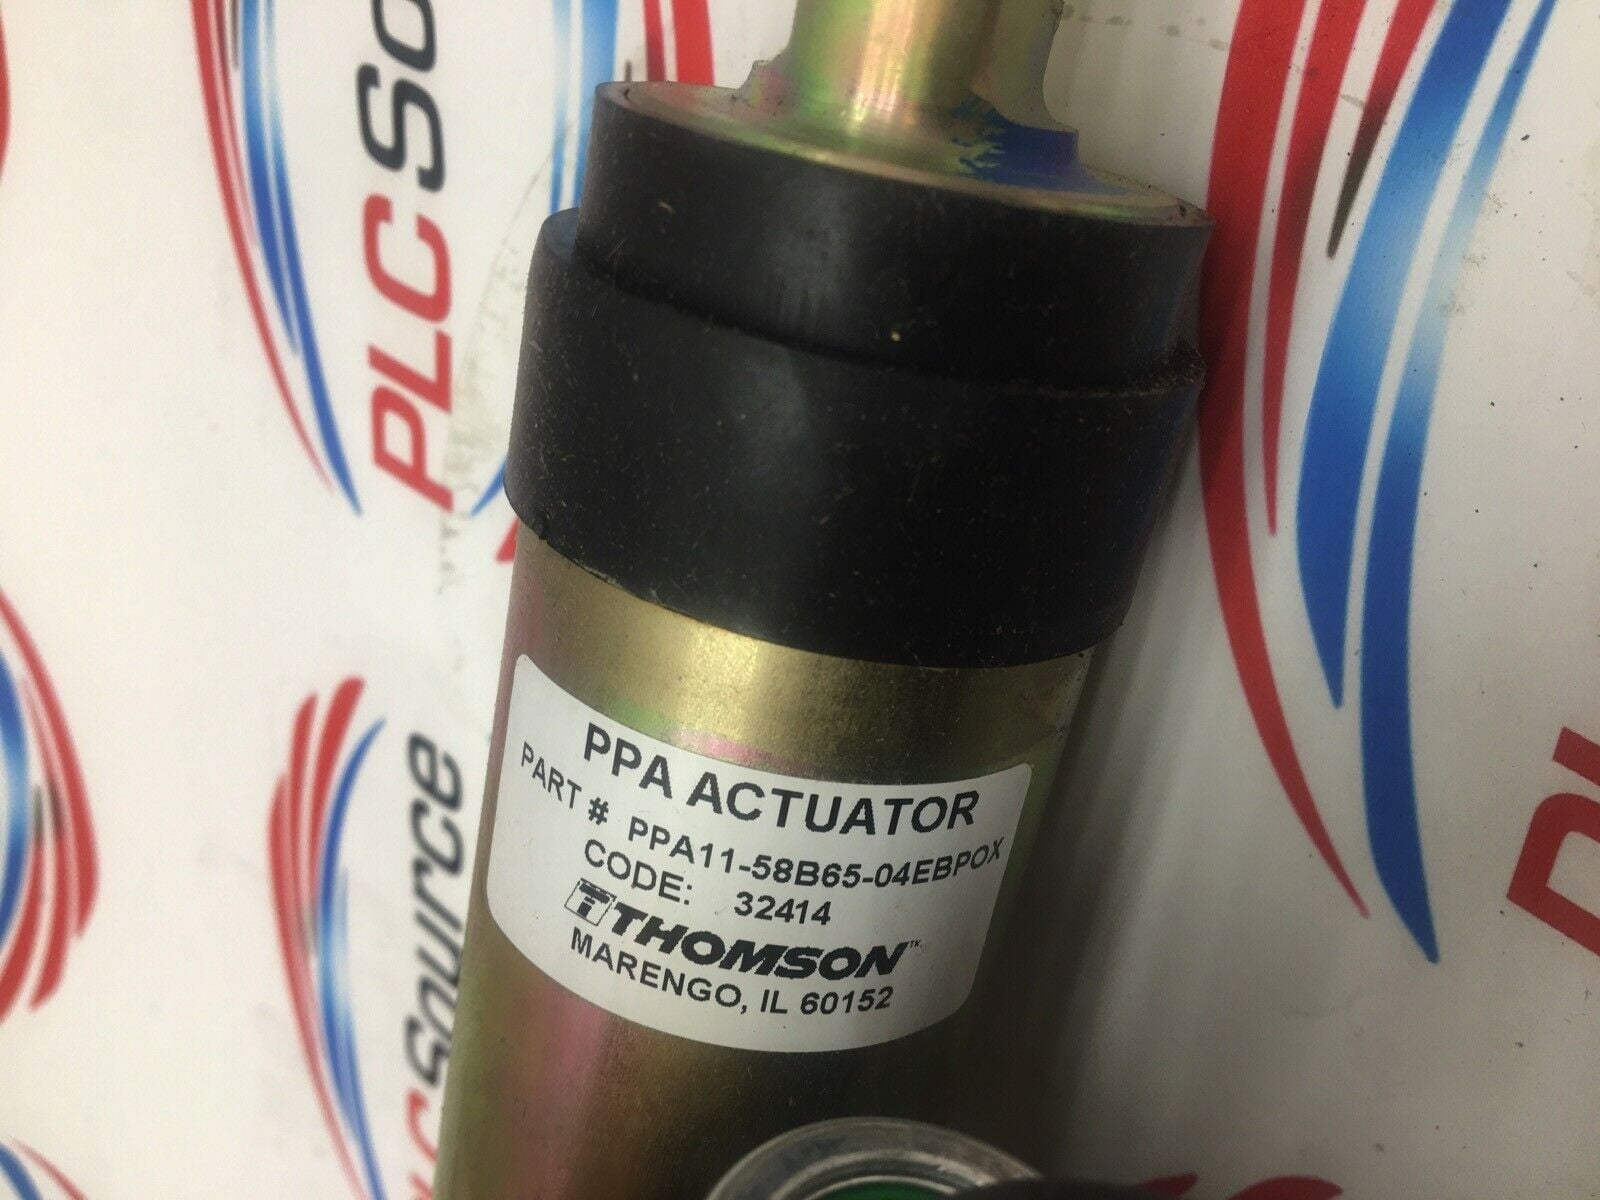 PLC So
PPA ACTUATOR
PART # PPA11-58B65-04EBPOX
CODE: 32414
THOMSON™
MARENGO, IL 60152
source